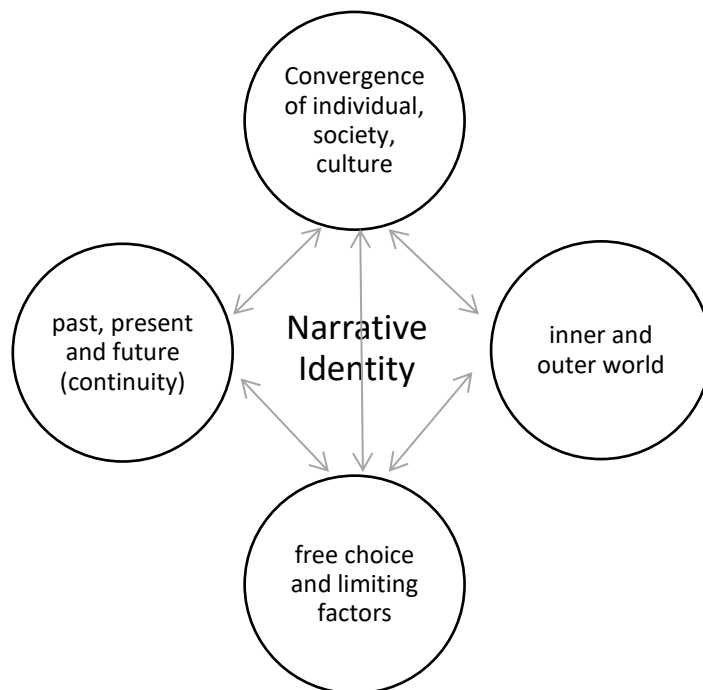 Convergence
of individual,
society,
culture
past, present
and future
(continuity)
Narrative
Identity
inner and
outer world
free choice
and limiting
factors